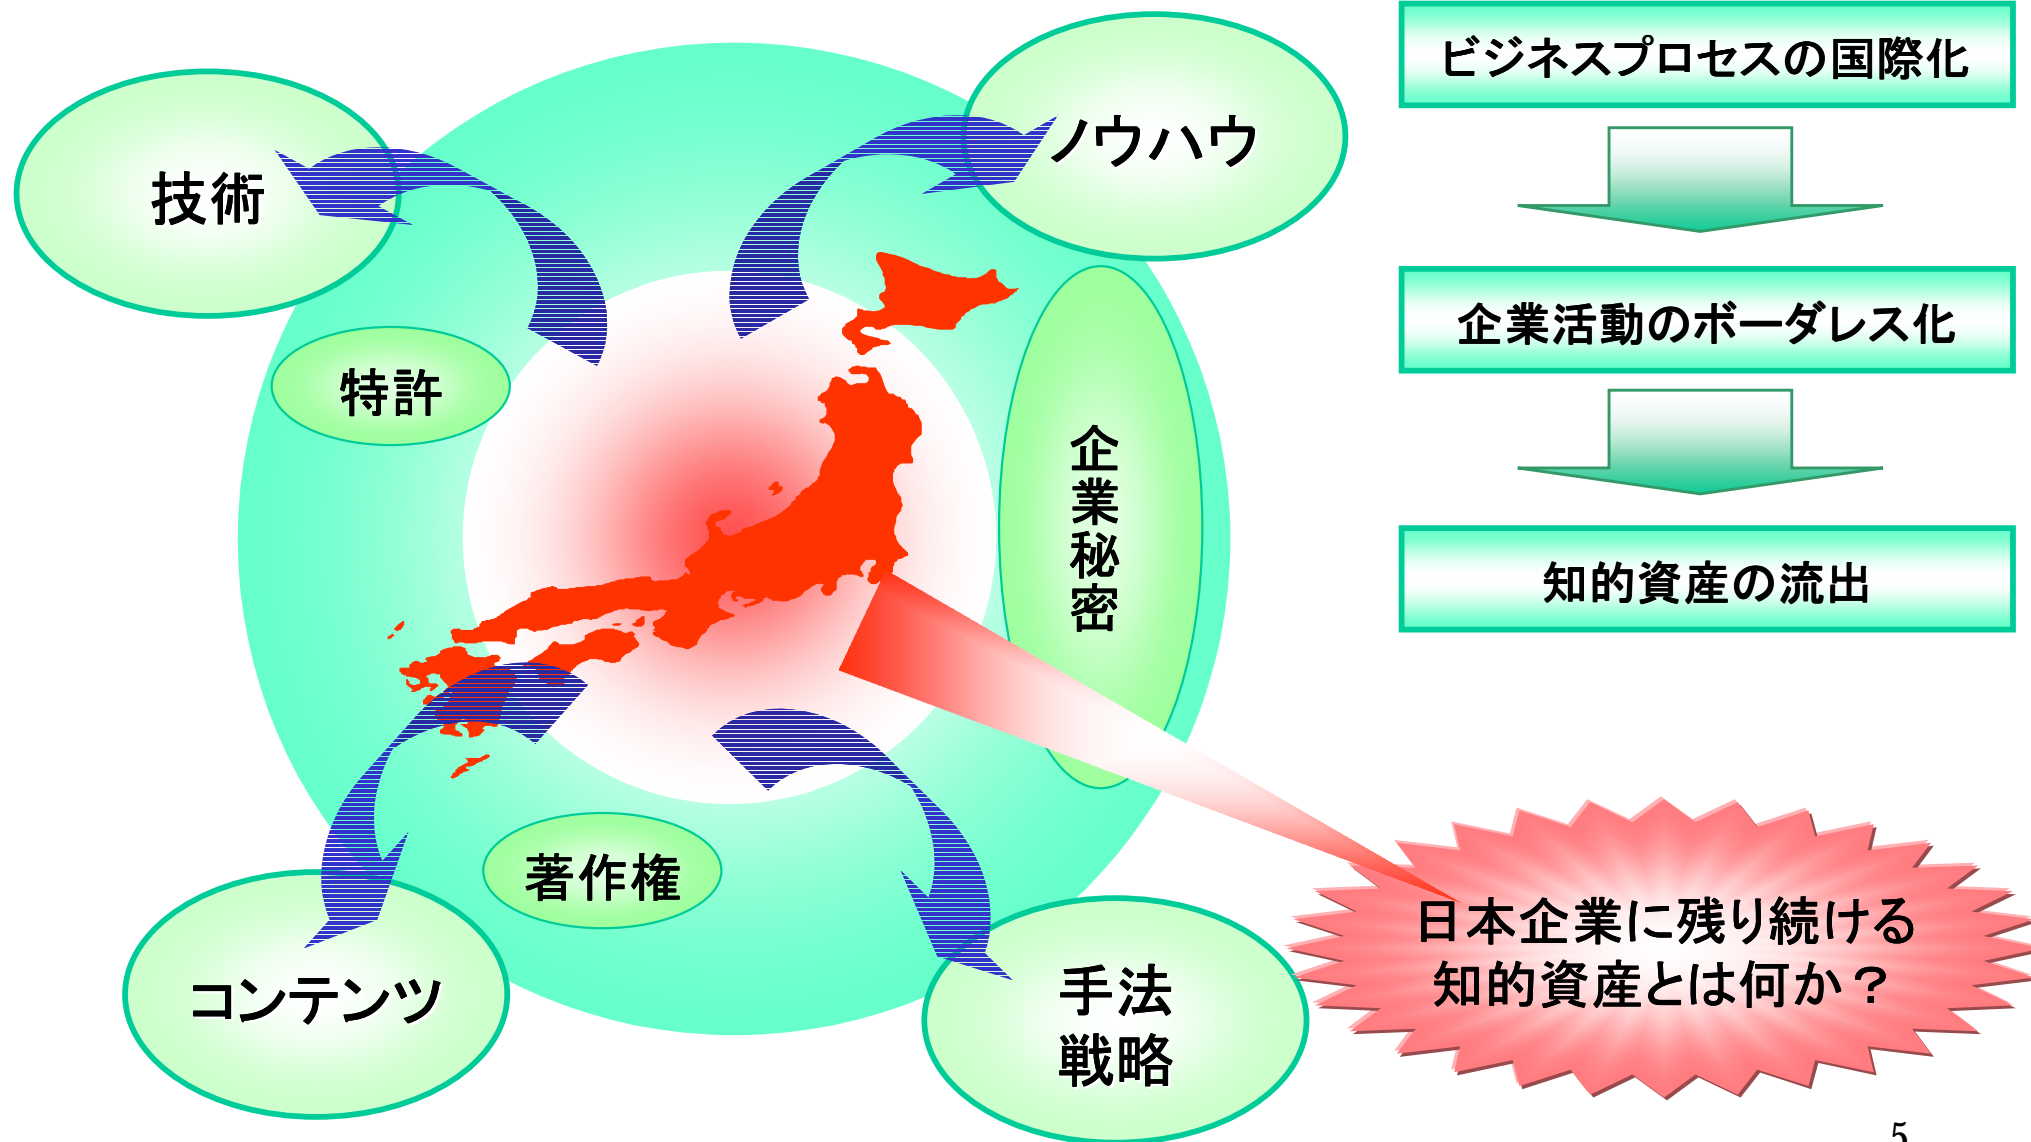 技術
ノウハウ
特許
企業秘密
著作権
コンテンツ
手法
戦略
ビジネスプロセスの国際化
企業活動のボーダレス化
知的資産の流出
日本企業に残り続ける
知的資産とは何か？
5